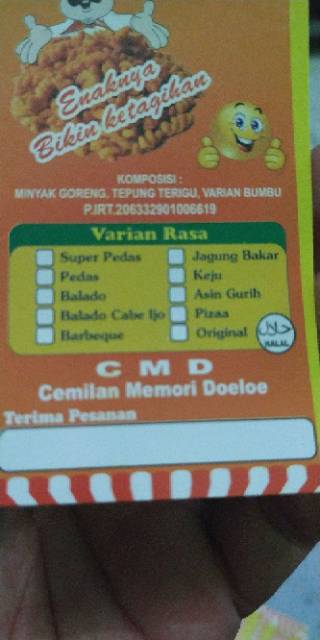 Enaknya
Bikin ketagihan
KOMPOSISI :
MINYAK GORENG, TEPUNG TERIGU, VARIAN BUMBU
P.IRT.206332901006619
Varian Rasa
Super Pedas
Pedas
Balado
Balado Cabe Ijo
Barbeque
Jagung Bakar
Keju
Asin Gurih
Pizaa
Original
حلال
HALAL
C M D
Cemilan Memori Doeloe
Terima Pesanan